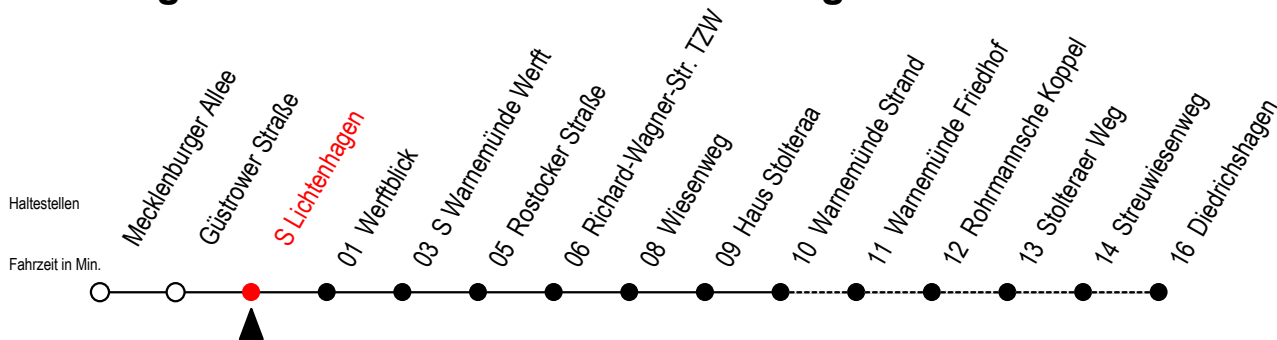 Haltestellen
Fahrzeit in Min.
Mecklenburger Allee
Güstrower Straße
S Lichtenhagen
01 Werftblick
03 S Warnemünde Werft
05 Rostocker Straße
06 Richard-Wagner-Str. TZW
08 Wiesenweg
09 Haus Stolteraa
10 Warnemünde Strand
11 Warnemünde Friedhof
12 Rohrmannsche Koppel
13 Stolteraer Weg
14 Streuwiesenweg
16 Diedrichshagen